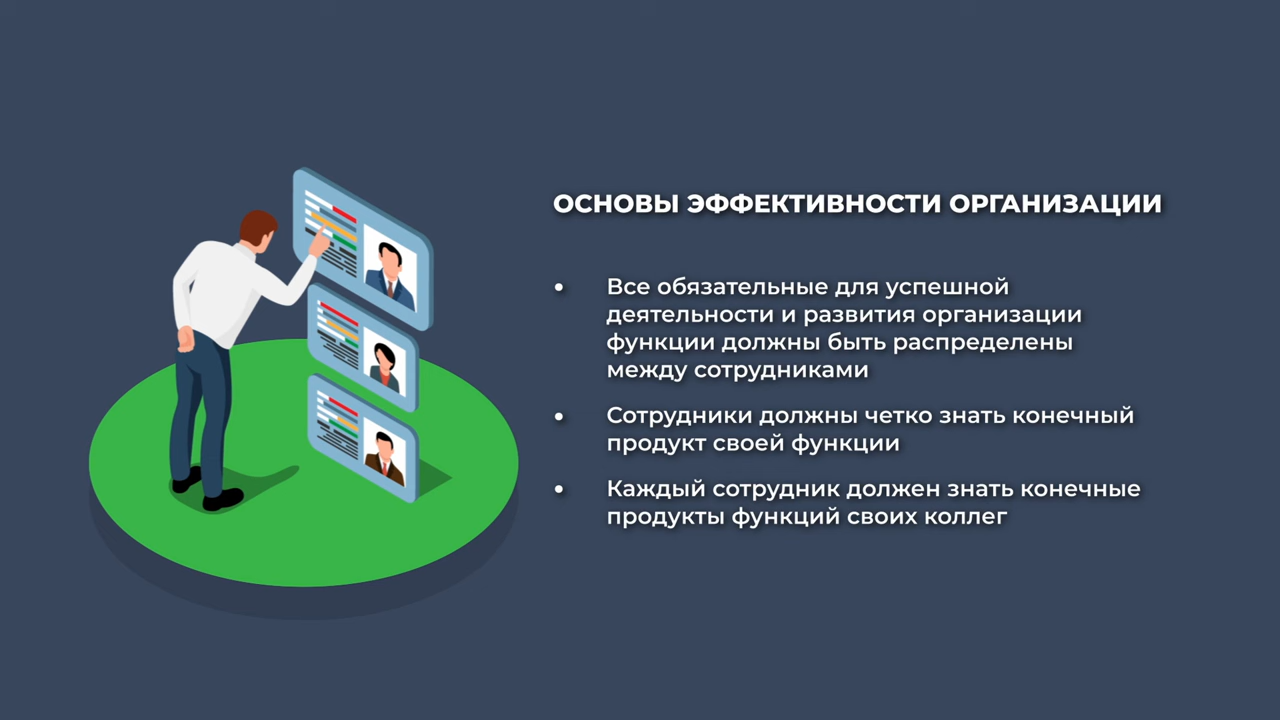 ОСНОВЫ ЭФФЕКТИВНОСТИ ОРГАНИЗАЦИИ
• Все обязательные для успешной
деятельности и развития организации
функции должны быть распределены
между сотрудниками
• Сотрудники должны четко знать конечный
продукт своей функции
• Каждый сотрудник должен знать конечные
продукты функций своих коллег